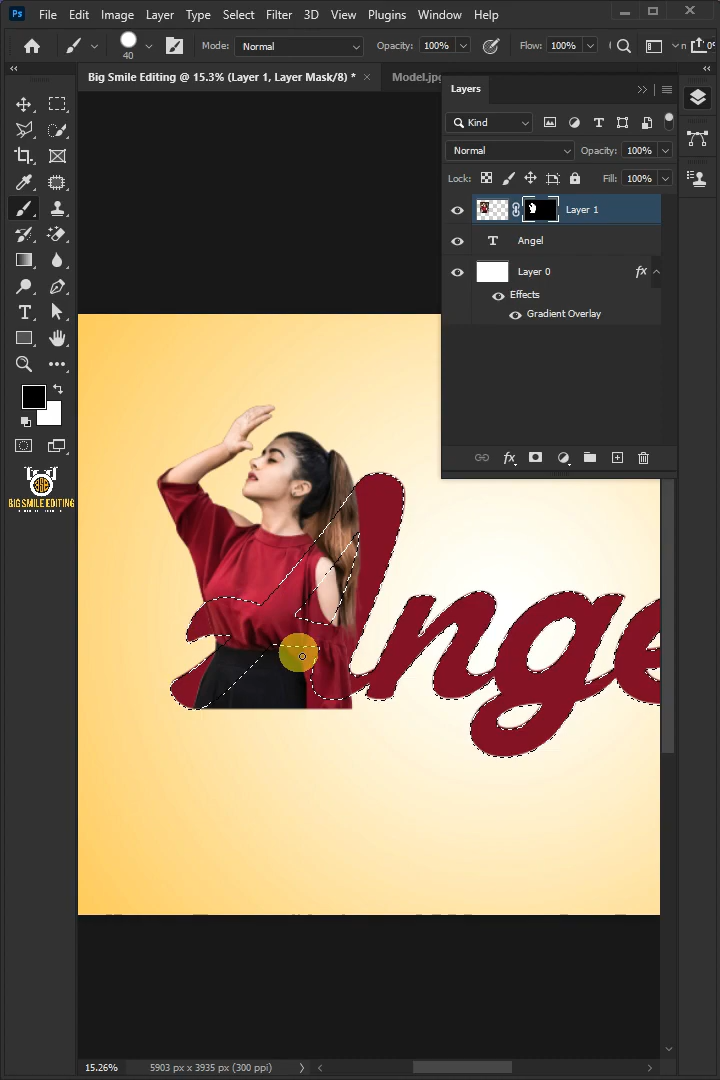 Ps File Edit Image Layer Type Select Filter 3D View Plugins Window Help
40 Mode: Normal Opacity: 100% Flow: 100%
Big Smile Editing @ 15.3% (Layer 1, Layer Mask/8) * × Model.jpg
Layers
Kind
Normal Opacity: 100%
Lock: Fill: 100%
Layer 1
T Angel
Layer 0 fx
Effects
Gradient Overlay
fx
BIG SMILE EDITING
Ange
15.26% 5903 px x 3935 px (300 ppi)